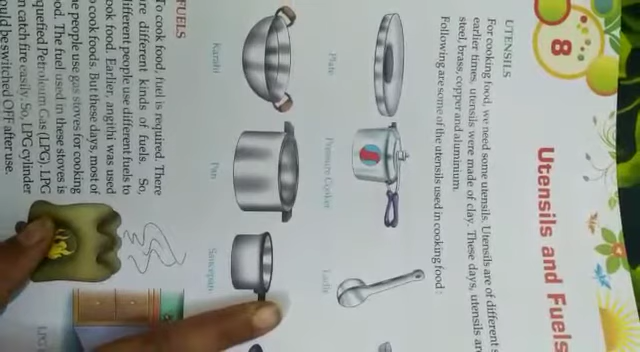 8
Utensils and Fuels
UTENSILS
For cooking food, we need some utensils. Utensils are of different
earlier times, utensils were made of clay. These days, utensils are
steel, brass, copper and aluminium.
Following are some of the utensils used in cooking food :
Plate
Pressure Cooker
Ladle
Karahi
Pan
Saucepan
FUELS
To cook food, fuel is required. There
are different kinds of fuels. So,
different people use different fuels to
cook food. Earlier, angith was used
to cook foods. But these days, most of
the people use gas stoves for cooking
food. The fuel used in these stoves is
Liquefied Petroleum Gas (LPG). LPG
can catch fire easily. So, LPG cylinder
should be switched OFF after use.